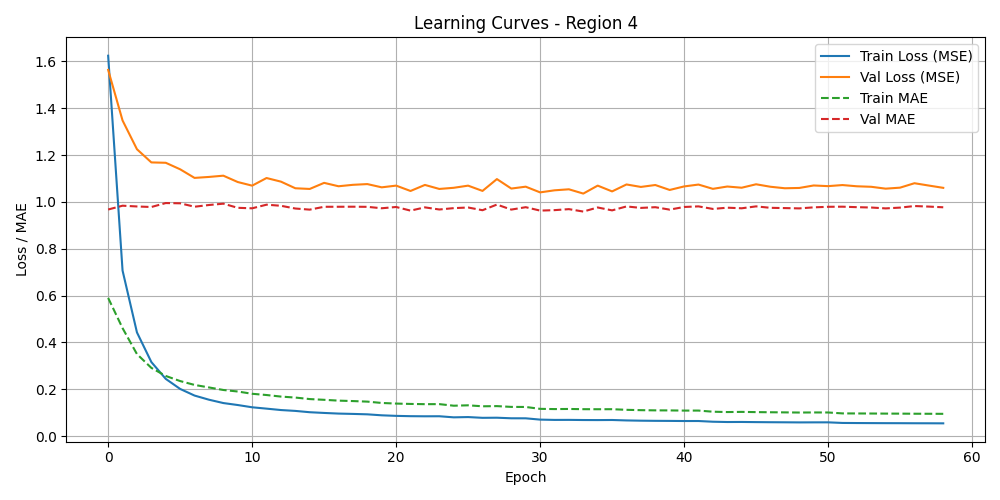 Learning Curves - Region 4
Train Loss (MSE)
Val Loss (MSE)
Train MAE
Val MAE
Loss / MAE
1.6
1.4
1.2
1.0
0.8
0.6
0.4
0.2
0.0
0 10 20 30 40 50 60
Epoch